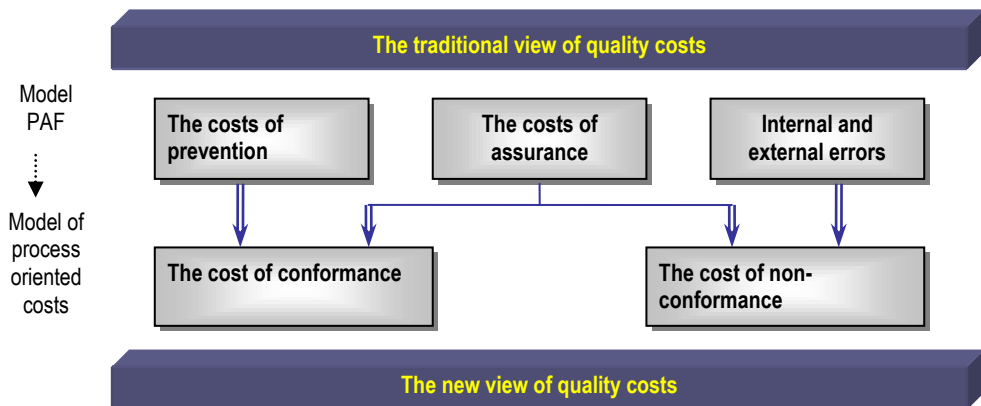 The traditional view of quality costs
Model
PAF
The costs of
prevention
The costs of
assurance
Internal and
external errors
Model of
process
oriented
costs
The cost of conformance
The cost of non-
conformance
The new view of quality costs